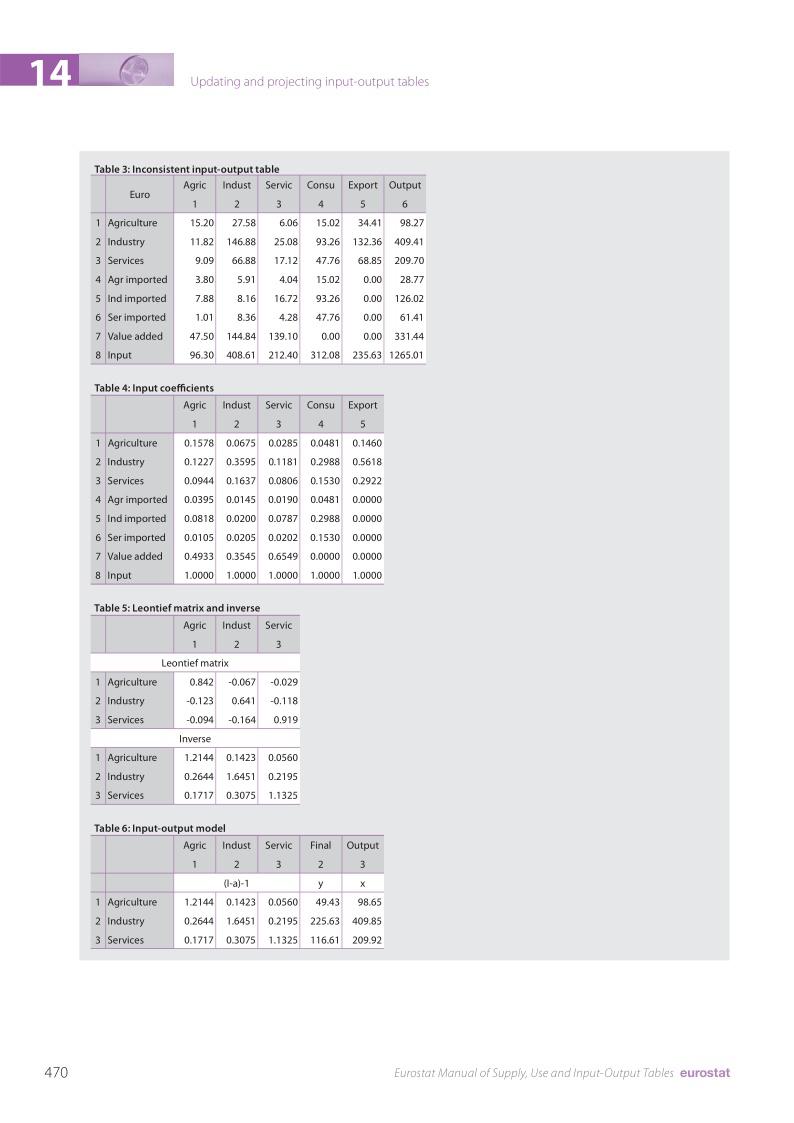 14
Updating and projecting input-output tables
Table 3: Inconsistent input-output table
Euro Agric Indust Servic Consu Export Output
1 2 3 4 5 6
1 Agriculture 15.20 27.58 6.06 15.02 34.41 98.27
2 Industry 11.82 146.88 25.08 93.26 132.36 409.41
3 Services 9.09 66.88 17.12 47.76 68.85 209.70
4 Agr imported 3.80 5.91 4.04 15.02 0.00 28.77
5 Ind imported 7.88 8.16 16.72 93.26 0.00 126.02
6 Ser imported 1.01 8.36 4.28 47.76 0.00 61.41
7 Value added 47.50 144.84 139.10 0.00 0.00 331.44
8 Input 96.30 408.61 212.40 312.08 235.63 1265.01
Table 4: Input coefficients
Agric Indust Servic Consu Export
1 2 3 4 5
1 Agriculture 0.1578 0.0675 0.0285 0.0481 0.1460
2 Industry 0.1227 0.3595 0.1181 0.2988 0.5618
3 Services 0.0944 0.1637 0.0806 0.1530 0.2922
4 Agr imported 0.0395 0.0145 0.0190 0.0481 0.0000
5 Ind imported 0.0818 0.0200 0.0787 0.2988 0.0000
6 Ser imported 0.0105 0.0205 0.0202 0.1530 0.0000
7 Value added 0.4933 0.3545 0.6549 0.0000 0.0000
8 Input 1.0000 1.0000 1.0000 1.0000 1.0000
Table 5: Leontief matrix and inverse
Agric Indust Servic
1 2 3
Leontief matrix
1 Agriculture 0.842 -0.067 -0.029
2 Industry -0.123 0.641 -0.118
3 Services -0.094 -0.164 0.919
Inverse
1 Agriculture 1.2144 0.1423 0.0560
2 Industry 0.2644 1.6451 0.2195
3 Services 0.1717 0.3075 1.1325
Table 6: Input-output model
Agric Indust Servic Final Output
1 2 3 2 3
(I-a)-1 y x
1 Agriculture 1.2144 0.1423 0.0560 49.43 98.65
2 Industry 0.2644 1.6451 0.2195 225.63 409.85
3 Services 0.1717 0.3075 1.1325 116.61 209.92
470
Eurostat Manual of Supply, Use and Input-Output Tables eurostat